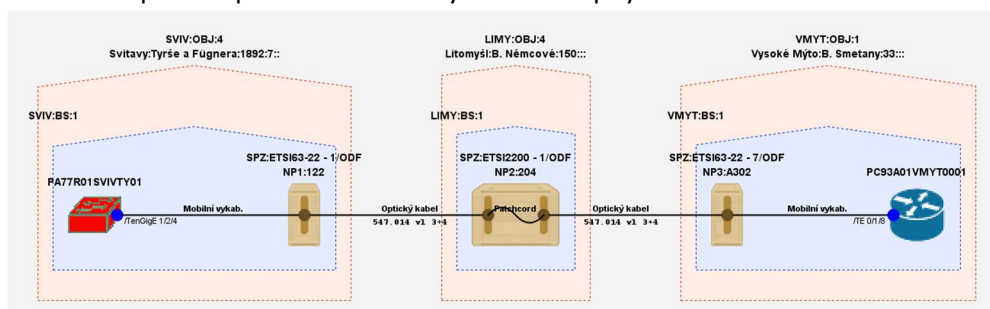 SVIV:OBJ:4
Svitavy:Tyrše a Fügnera:1892:7::
LIMY:OBJ:4
Litomyšl:B. Němcové:150:::
VMYT:OBJ:1
Vysoké Mýto:B. Smetany:33:::
SVIV:BS:1
LIMY:BS:1
VMYT:BS:1
SPZ:ETSI63-22 - 1/ODF
NP1:122
SPZ:ETSI2200 - 1/ODF
NP2:204
SPZ:ETSI63-22 - 7/ODF
NP3:A302
PA77R01SVIVTY01
PC93A01VMYT0001
Mobilní vykab.
/TenGigE 1/2/4
Optický kabel
547.014 vl 3+4
Patchcord
Optický kabel
547.014 vl 3+4
Mobilní vykab.
/TE 0/1/8